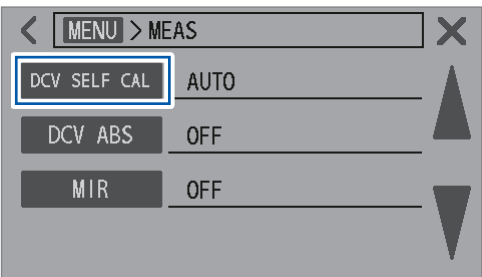 MENU > MEAS
DCV SELF CAL AUTO
DCV ABS OFF
MIR OFF